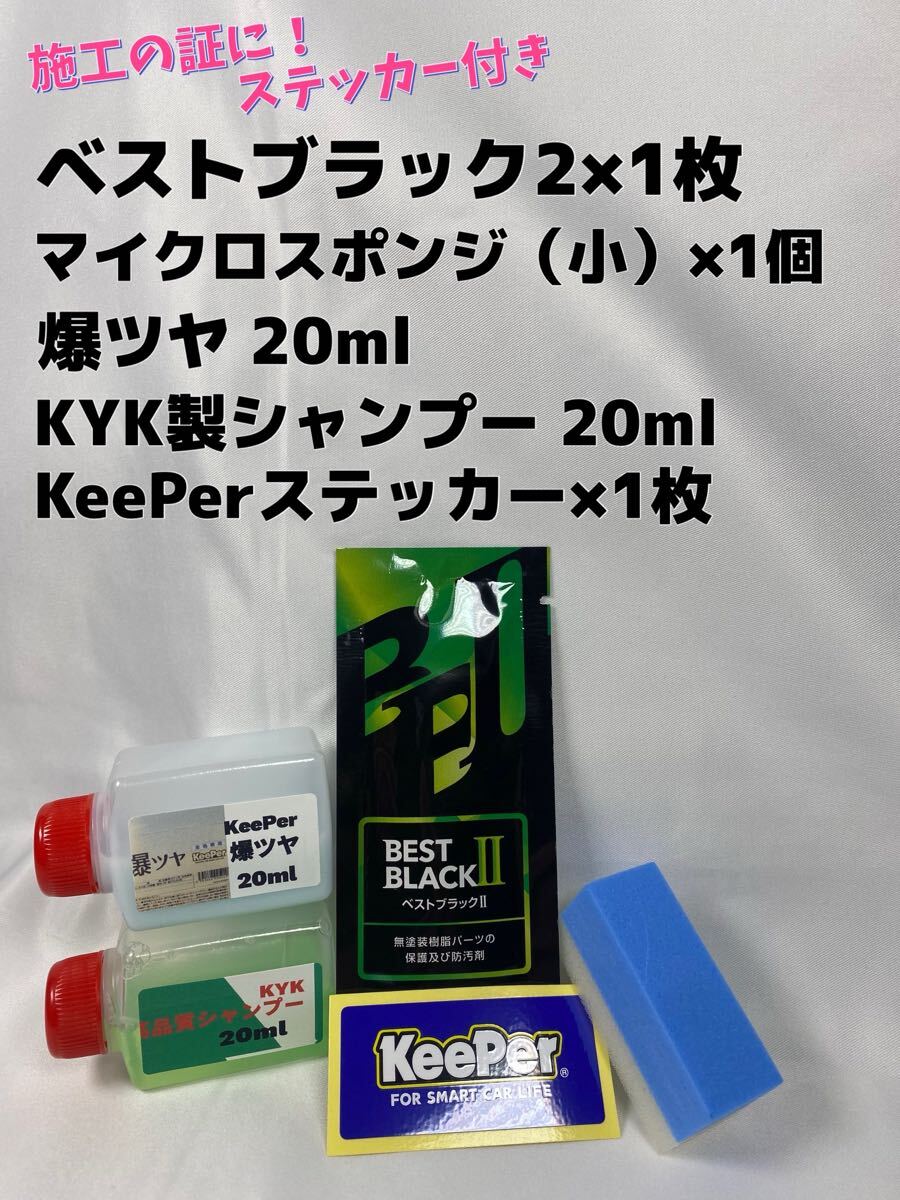 施工の証に！
ステッカー付き
ベストブラック2×1枚
マイクロスポンジ（小）×1個
爆ツヤ 20ml
KYK製シャンプー 20ml
KeePerステッカー×1枚
BEST
BLACKⅡ
ベストブラックⅡ
無塗装樹脂パーツの
保護及び防汚剤
爆ツヤ
KeePer
KeePer
爆ツヤ
20ml
KYK
高品質シャンプー
20ml
KeePer®
FOR SMART CAR LIFE